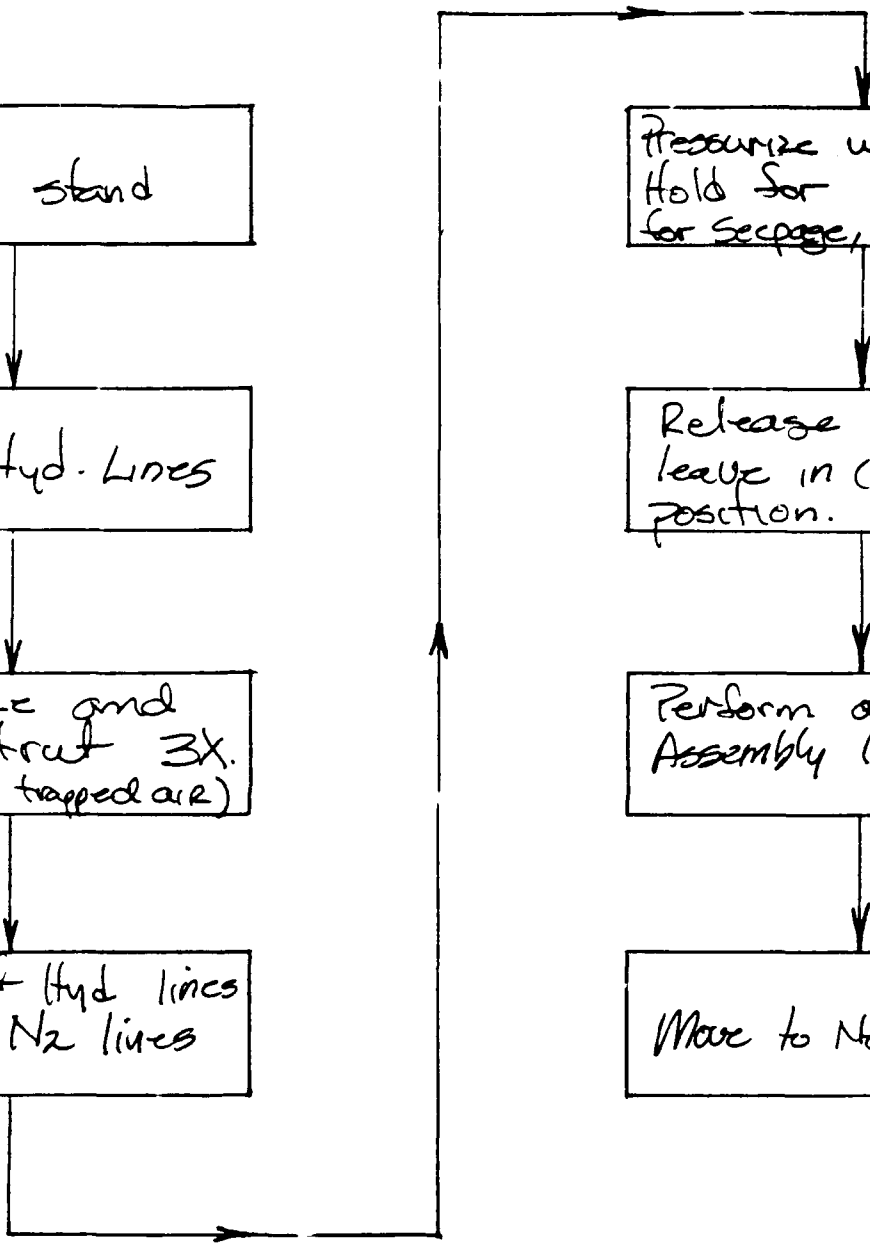 stand
Hyd. Lines
and
3X.
trapped air)
Hyd lines
N2 lines
Pressurize
Hold for
for Seepage,
Release
leave in
position.
Perform
Assembly
Move to